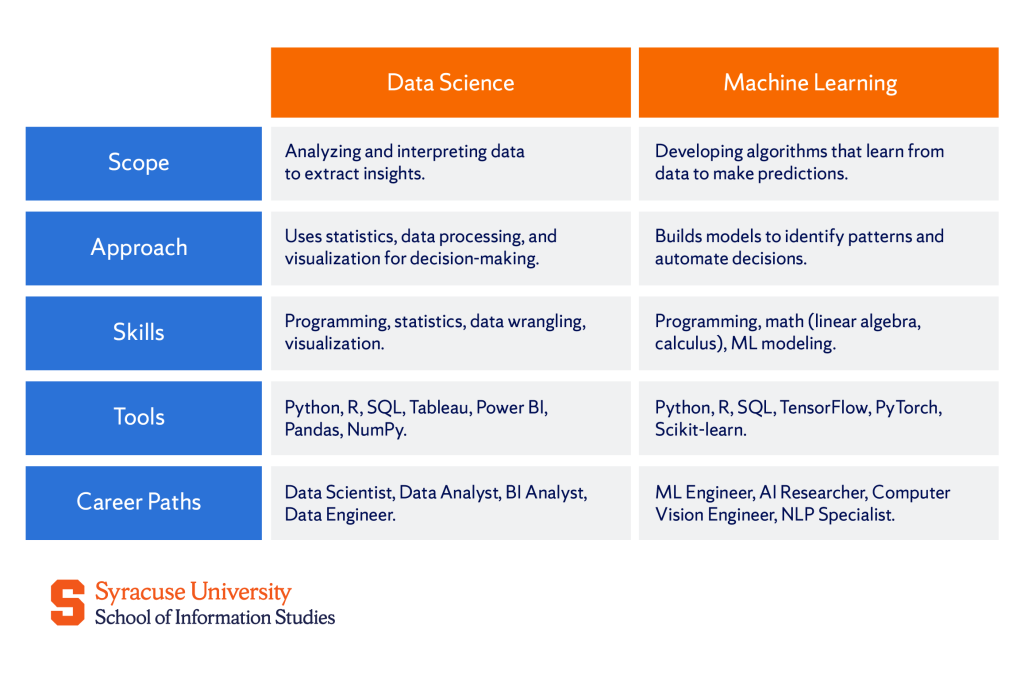 Data Science
Machine Learning
Scope
Analyzing and interpreting data
to extract insights.
Developing algorithms that learn from
data to make predictions.
Approach
Uses statistics, data processing, and
visualization for decision-making.
Builds models to identify patterns and
automate decisions.
Skills
Programming, statistics, data wrangling,
visualization.
Programming, math (linear algebra,
calculus), ML modeling.
Tools
Python, R, SQL, Tableau, Power BI,
Pandas, NumPy.
Python, R, SQL, TensorFlow, PyTorch,
Scikit-learn.
Career Paths
Data Scientist, Data Analyst, BI Analyst,
Data Engineer.
ML Engineer, AI Researcher, Computer
Vision Engineer, NLP Specialist.
S
Syracuse University
School of Information Studies